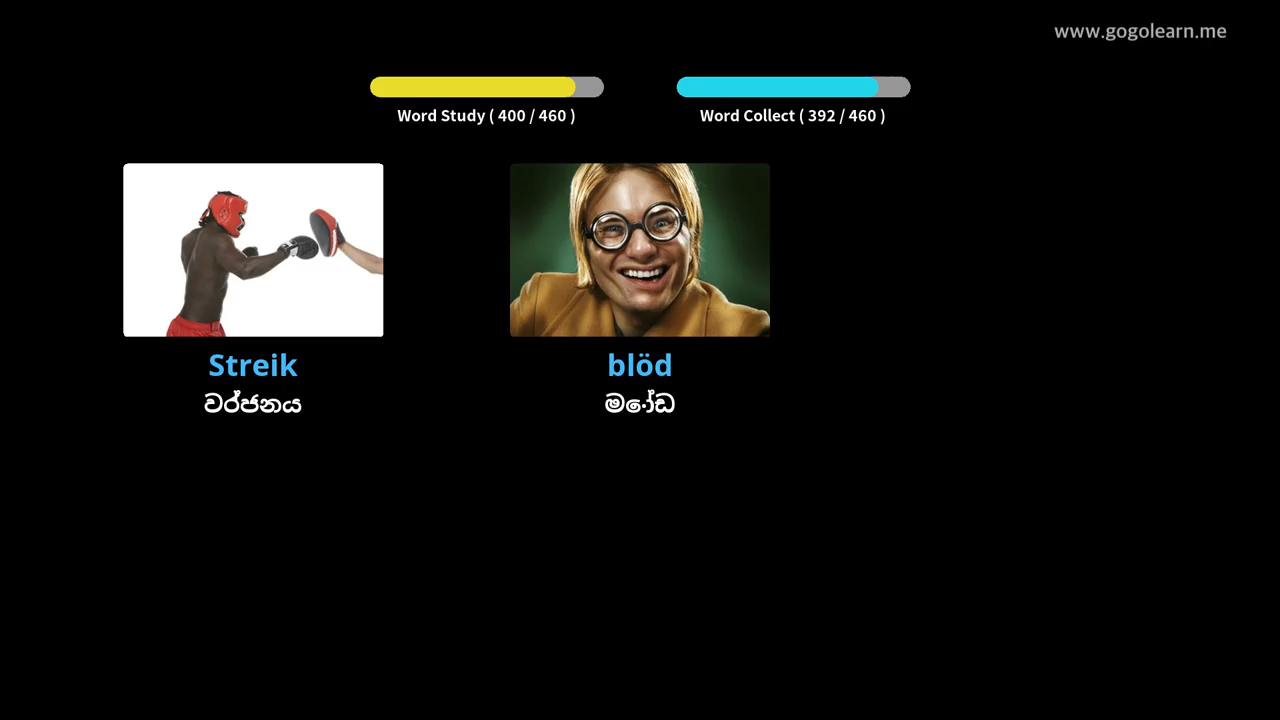 www.gogolearn.me
Word Study ( 400 / 460 )
Word Collect ( 392 / 460 )
Streik
වර්ජනය
blöd
මෝඩ